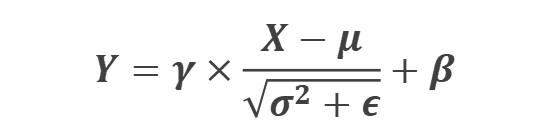 Y = γ × (X − μ) / √(σ² + ϵ) + β